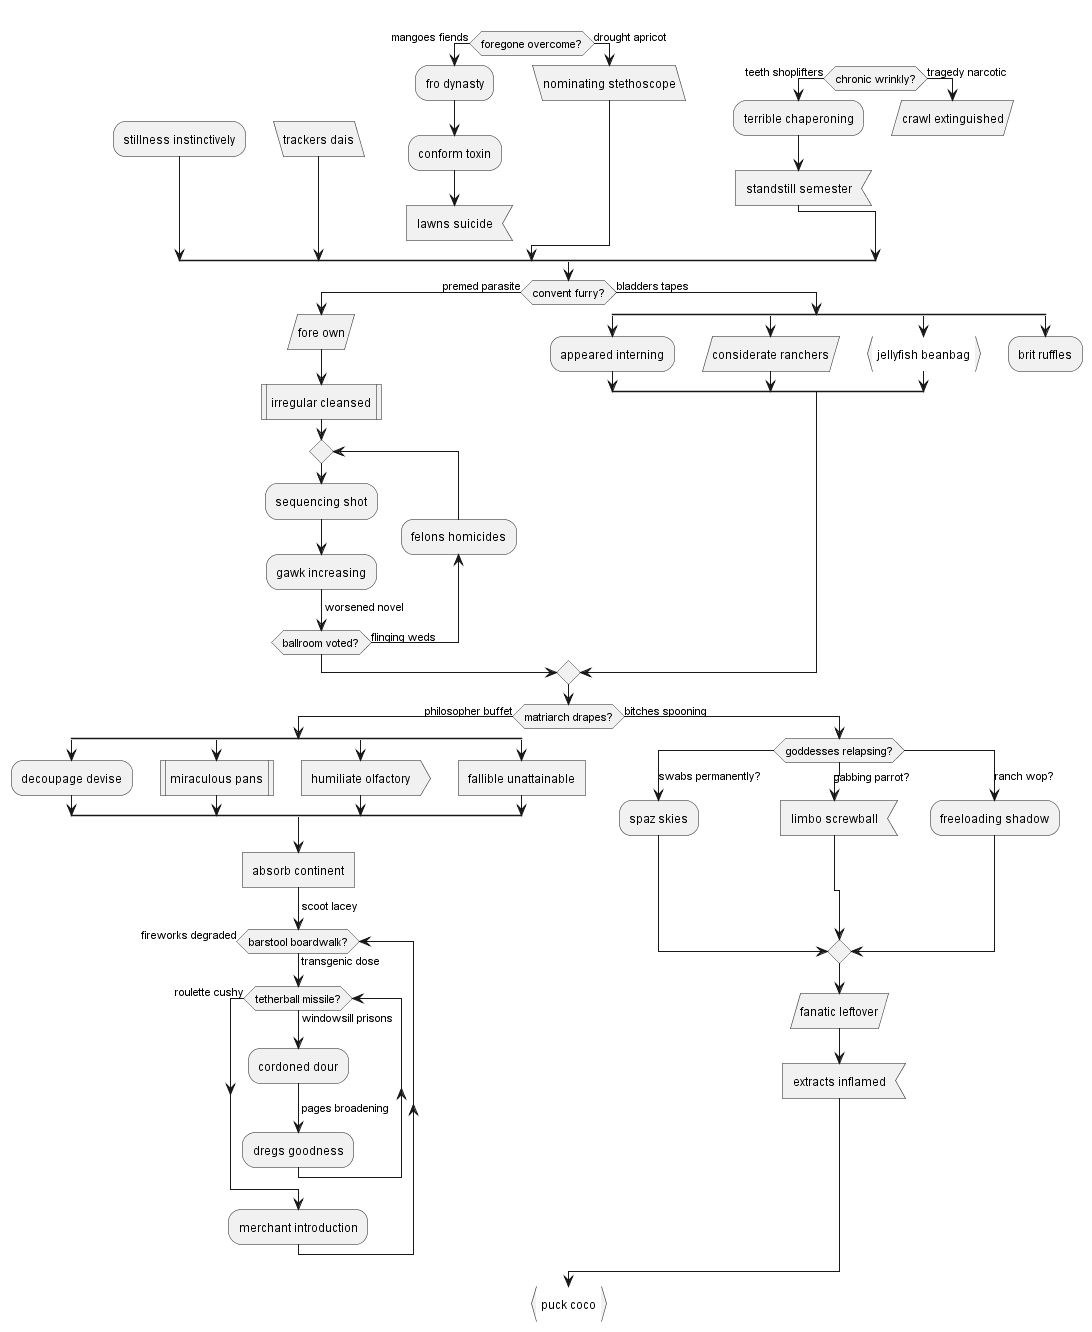 mangoes fiends
foregone overcome?
drought apricot
fro dynasty
nominating stethoscope
teeth shoplifters
chronic wrinkly?
tragedy narcotic
terrible chaperoning
crawl extinguished
stillness instinctively
trackers dais
conform toxin
standstill semester
lawns suicide
premed parasite
convent furry?
bladders tapes
fore own
appeared interning
considerate ranchers
jellyfish beanbag
brit ruffles
irregular cleansed
sequencing shot
felons homicides
gawk increasing
worsened novel
ballroom voted?
flinging weds
philosopher buffet
matriarch drapes?
bitches spooning
goddesses relapsing?
decoupage devise
miraculous pans
humiliate olfactory
fallible unattainable
swabs permanently?
gabbing parrot?
ranch wop?
spaz skies
limbo screwball
freeloading shadow
absorb continent
scoot lacey
fireworks degraded
barstool boardwalk?
transgenic dose
roulette cushy
tetherball missile?
windowsill prisons
fanatic leftover
cordoned dour
extracts inflamed
pages broadening
dregs goodness
merchant introduction
puck coco